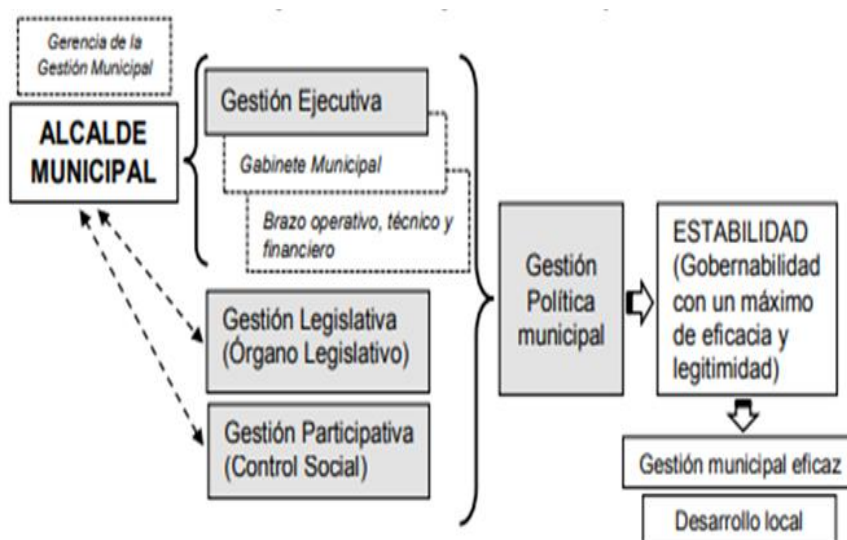 Gerencia de la
Gestión Municipal
ALCALDE
MUNICIPAL
Gestión Ejecutiva
Gabinete Municipal
Brazo operativo, técnico y
financiero
Gestión Legislativa
(Órgano Legislativo)
Gestión Participativa
(Control Social)
Gestión
Política
municipal
ESTABILIDAD
(Gobernabilidad
con un máximo
de eficacia y
legitimidad)
Gestión municipal eficaz
Desarrollo local